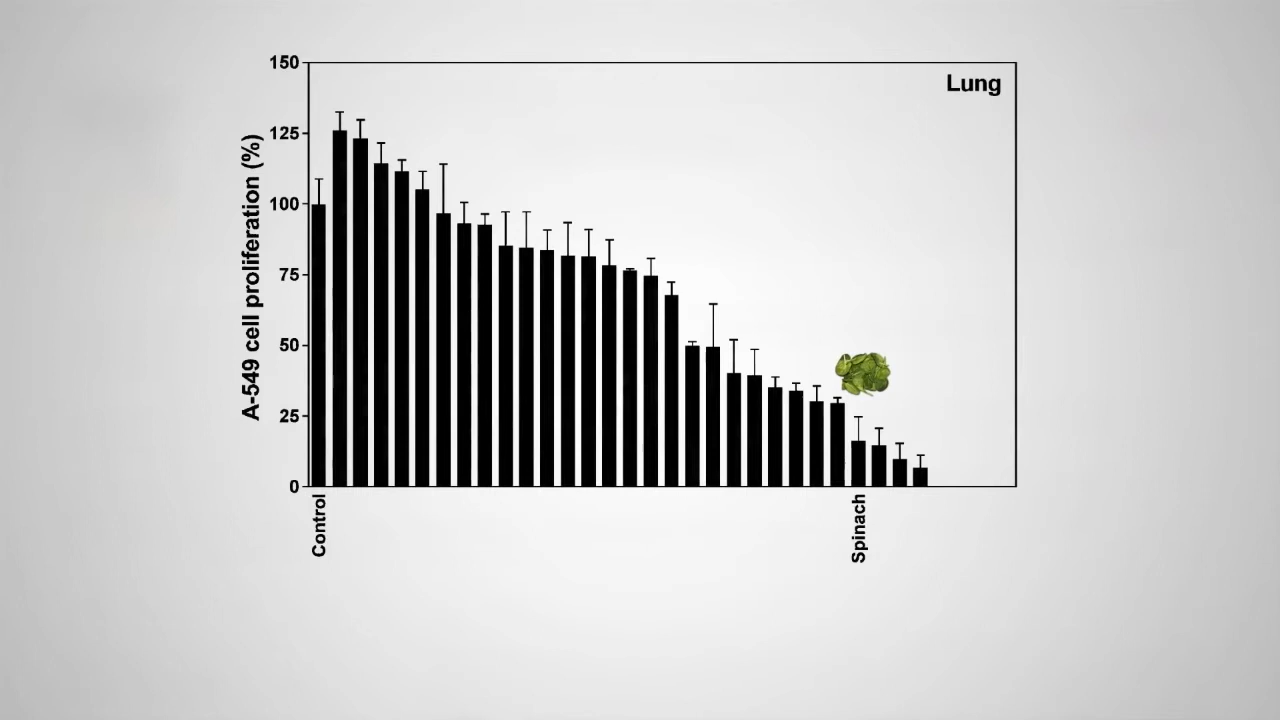 Lung
A-549 cell proliferation (%)
150
125
100
75
50
25
0
Control
Spinach